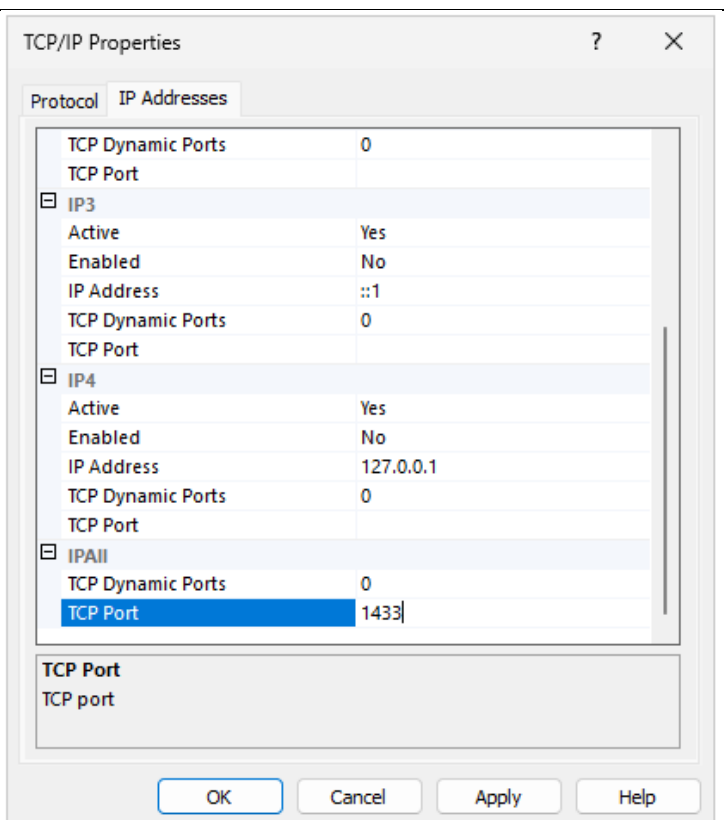 TCP/IP Properties ? ×
Protocol IP Addresses
TCP Dynamic Ports 0
TCP Port
IP3
Active Yes
Enabled No
IP Address ::1
TCP Dynamic Ports 0
TCP Port
IP4
Active Yes
Enabled No
IP Address 127.0.0.1
TCP Dynamic Ports 0
TCP Port
IPAll
TCP Dynamic Ports 0
TCP Port 1433
TCP Port
TCP port
OK Cancel Apply Help